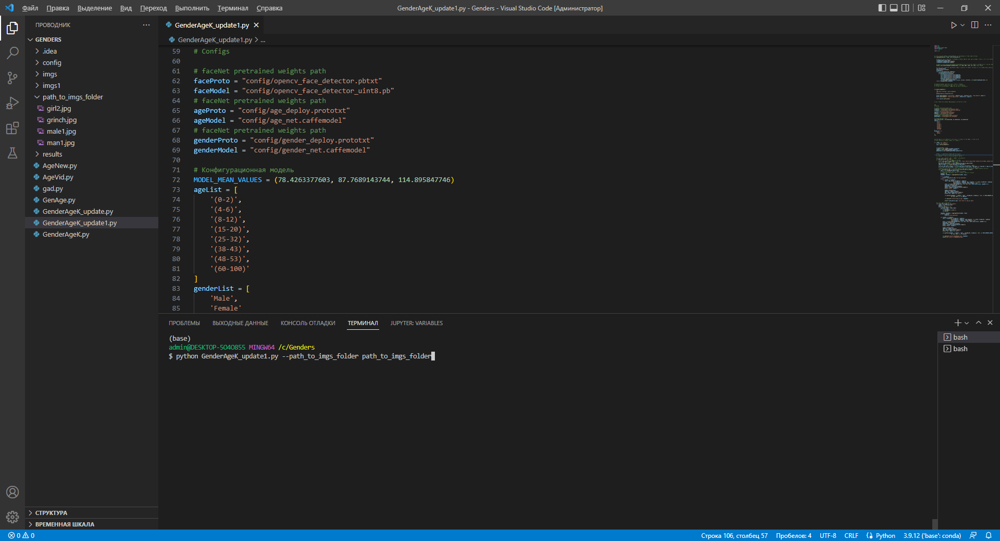 Файл Правка Выделение Вид Переход Выполнить Терминал Справка
GenderAgeK_update1.py - Genders - Visual Studio Code [Администратор]
ПРОВОДНИК
GENDERS
.idea
config
imgs
imgs1
path_to_imgs_folder
girl2.jpg
grinch.jpg
male1.jpg
man1.jpg
results
AgeNew.py
AgeVid.py
gad.py
GenAge.py
GenderAgeK_update.py
GenderAgeK_update1.py
GenderAgeK.py
СТРУКТУРА
ВРЕМЕННАЯ ШКАЛА
GenderAgeK_update1.py
GenderAgeK_update1.py > ...
59 # Configs
60
61 # faceNet pretrained weights path
62 faceProto = "config/opencv_face_detector.pbtxt"
63 faceModel = "config/opencv_face_detector_uint8.pb"
64 # faceNet pretrained weights path
65 ageProto = "config/age_deploy.prototxt"
66 ageModel = "config/age_net.caffemodel"
67 # faceNet pretrained weights path
68 genderProto = "config/gender_deploy.prototxt"
69 genderModel = "config/gender_net.caffemodel"
70
71 # Конфигурационная модель
72 MODEL_MEAN_VALUES = (78.4263377603, 87.7689143744, 114.895847746)
73 ageList = [
74 '(0-2)',
75 '(4-6)',
76 '(8-12)',
77 '(15-20)',
78 '(25-32)',
79 '(38-43)',
80 '(48-53)',
81 '(60-100)'
82 ]
83 genderList = [
84 'Male',
85 'Female'
ПРОБЛЕМЫ ВЫХОДНЫЕ ДАННЫЕ КОНСОЛЬ ОТЛАДКИ ТЕРМИНАЛ JUPYTER: VARIABLES
(base)
admin@DESKTOP-5O4O855 MINGW64 /c/Genders
$ python GenderAgeK_update1.py --path_to_imgs_folder path_to_imgs_folder
bash
bash
0 0
Строка 106, столбец 57 Пробелов: 4 UTF-8 CRLF Python 3.9.12 ('base': conda)